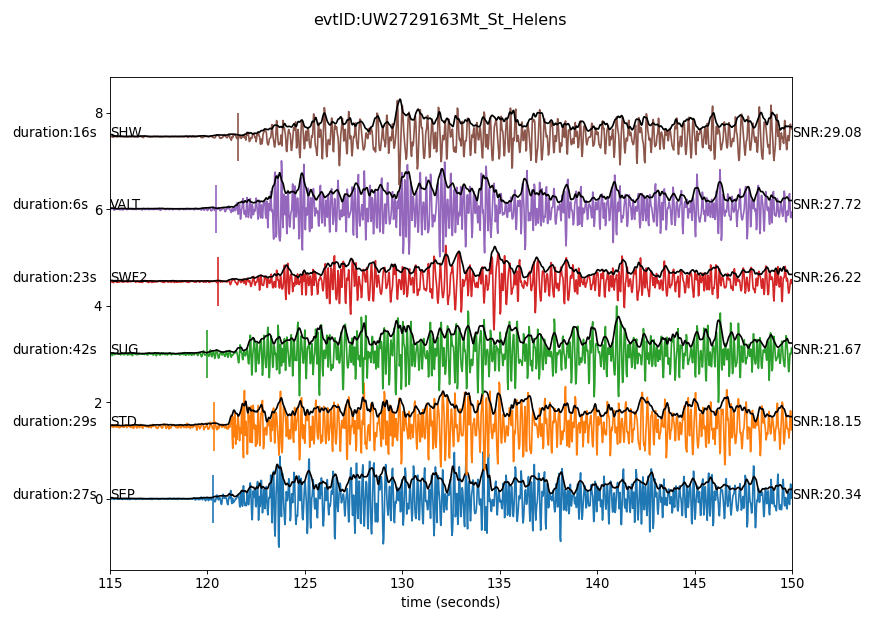 evtID:UW2729163Mt_St_Helens
8
duration:16s SHW SNR:29.08
duration:6s VALT SNR:27.72
6
duration:23s SWF2 SNR:26.22
4
duration:42s SUG SNR:21.67
2
duration:29s STD SNR:18.15
duration:27s SEP SNR:20.34
0
115 120 125 130 135 140 145 150
time (seconds)